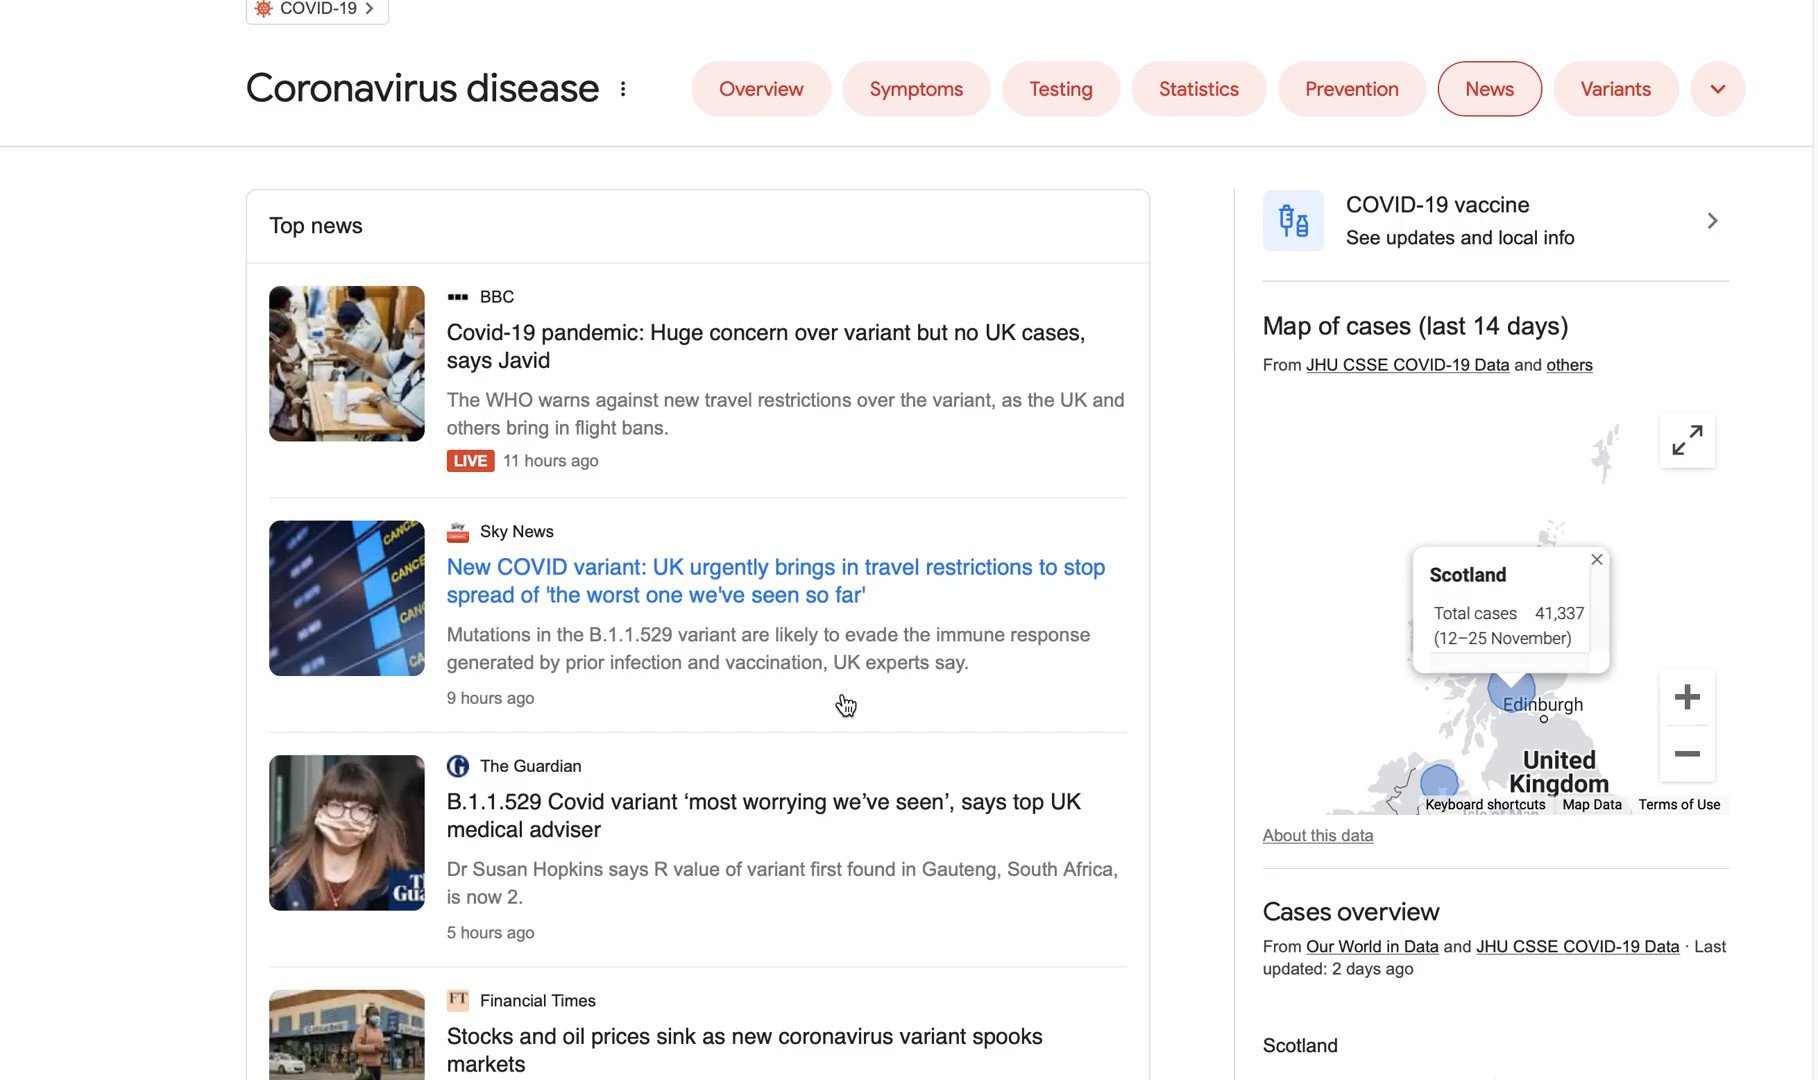 COVID-19
Coronavirus disease
Overview
Symptoms
Testing
Statistics
Prevention
News
Variants
Top news
BBC
Covid-19 pandemic: Huge concern over variant but no UK cases,
says Javid
The WHO warns against new travel restrictions over the variant, as the UK and
others bring in flight bans.
LIVE 11 hours ago
CANCE
CANCE
sky news Sky News
New COVID variant: UK urgently brings in travel restrictions to stop
spread of 'the worst one we've seen so far'
Mutations in the B.1.1.529 variant are likely to evade the immune response
generated by prior infection and vaccination, UK experts say.
9 hours ago
G The Guardian
B.1.1.529 Covid variant ‘most worrying we’ve seen’, says top UK
medical adviser
Dr Susan Hopkins says R value of variant first found in Gauteng, South Africa,
is now 2.
5 hours ago
FT Financial Times
Stocks and oil prices sink as new coronavirus variant spooks
markets
COVID-19 vaccine
See updates and local info
Map of cases (last 14 days)
From JHU CSSE COVID-19 Data and others
Scotland
Total cases 41,337
(12–25 November)
Edinburgh
United
Kingdom
Keyboard shortcuts Map Data Terms of Use
Isle of Man
About this data
Cases overview
From Our World in Data and JHU CSSE COVID-19 Data · Last
updated: 2 days ago
Scotland